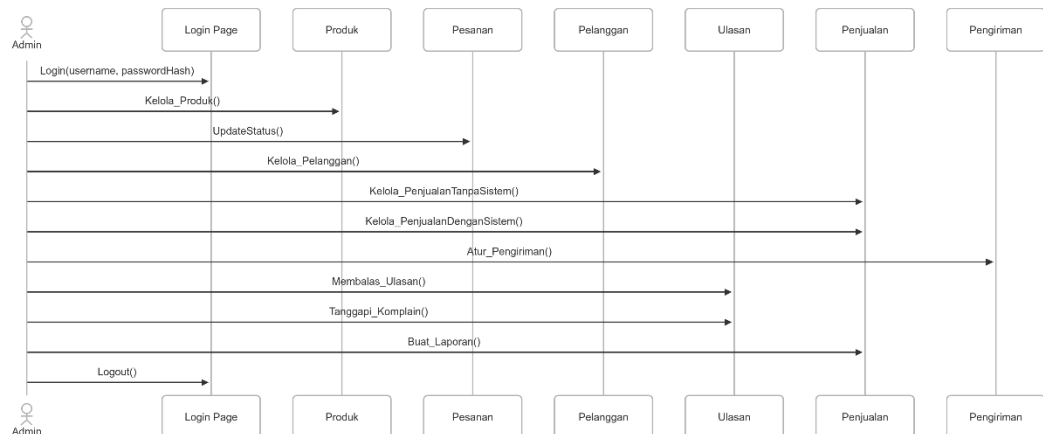 Admin
Login Page
Produk
Pesanan
Pelanggan
Ulasan
Penjualan
Pengiriman
Login(username, passwordHash)
Kelola_Produk()
UpdateStatus()
Kelola_Pelanggan()
Kelola_PenjualanTanpaSistem()
Kelola_PenjualanDenganSistem()
Atur_Pengiriman()
Membalas_Ulasan()
Tanggapi_Komplain()
Buat_Laporan()
Logout()
Admin
Login Page
Produk
Pesanan
Pelanggan
Ulasan
Penjualan
Pengiriman